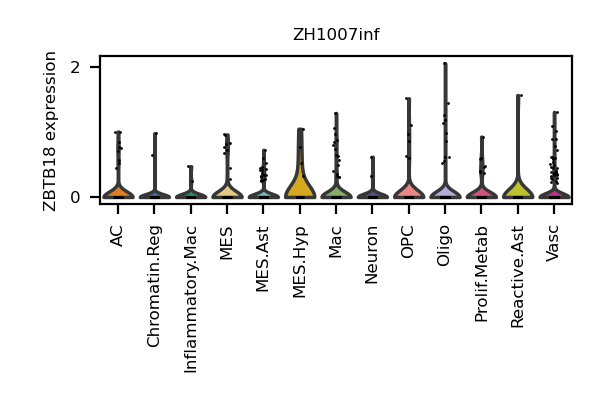 ZH1007inf
ZBTB18 expression
2
0
AC
Chromatin.Reg
Inflammatory.Mac
MES
MES.Ast
MES.Hyp
Mac
Neuron
OPC
Oligo
Prolif.Metab
Reactive.Ast
Vasc